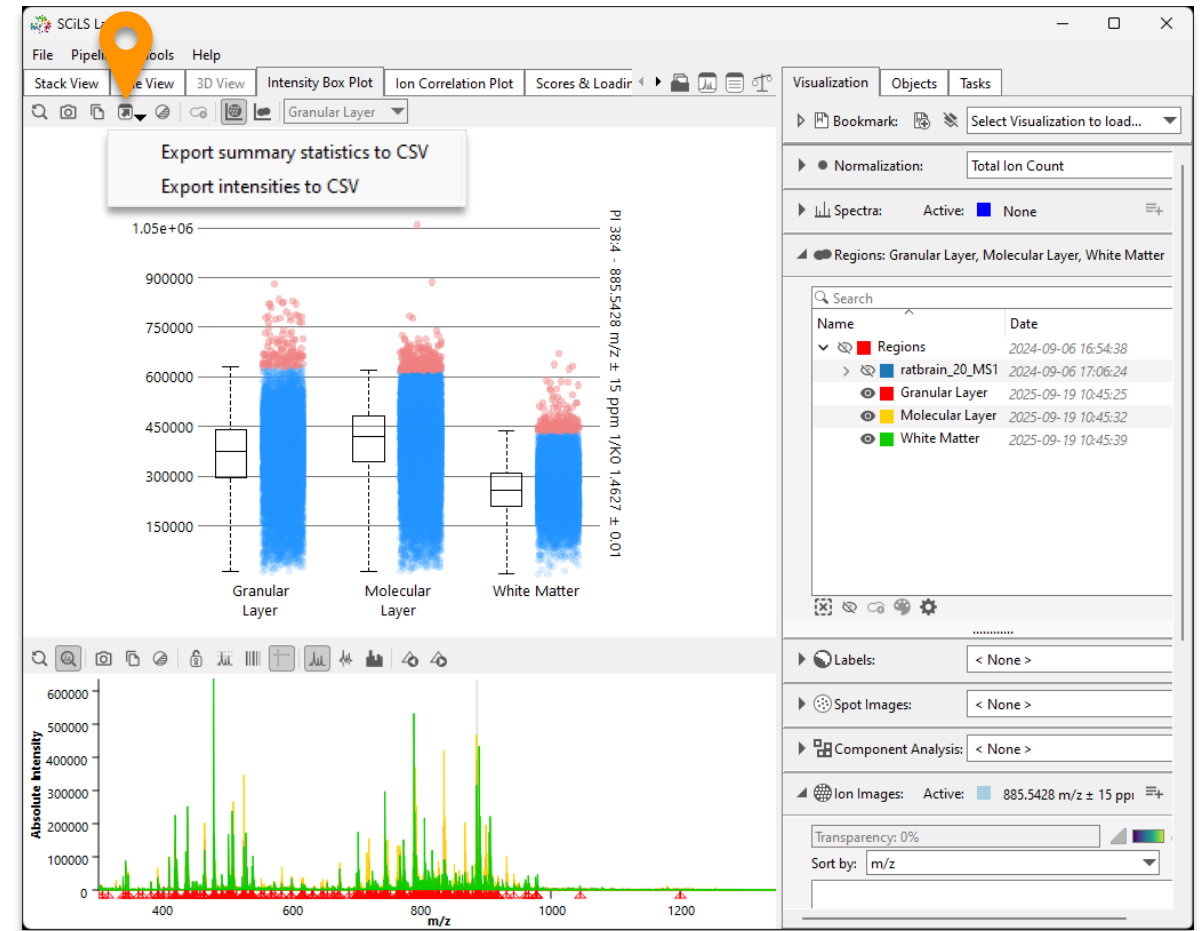 SCiLS L
File Pipeli ools Help
Stack View e View 3D View Intensity Box Plot Ion Correlation Plot Scores & Loadin
Granular Layer
Export summary statistics to CSV
Export intensities to CSV
1.05e+06
900000
750000
600000
450000
300000
150000
Granular
Layer
Molecular
Layer
White Matter
PI 38:4 - 885.5428 m/z ± 15 ppm 1/K0 1.4627 ± 0.01
600000
500000
400000
300000
200000
100000
0
Absolute Intensity
400 600 800 1000 1200
m/z
Visualization Objects Tasks
Bookmark: Select Visualization to load...
Normalization: Total Ion Count
Spectra: Active: None
Regions: Granular Layer, Molecular Layer, White Matter
Search
Name Date
Regions 2024-09-06 16:54:38
ratbrain_20_MS1 2024-09-06 17:06:24
Granular Layer 2025-09-19 10:45:25
Molecular Layer 2025-09-19 10:45:32
White Matter 2025-09-19 10:45:39
Labels: < None >
Spot Images: < None >
Component Analysis: < None >
Ion Images: Active: 885.5428 m/z ± 15 pp
Transparency: 0%
Sort by: m/z